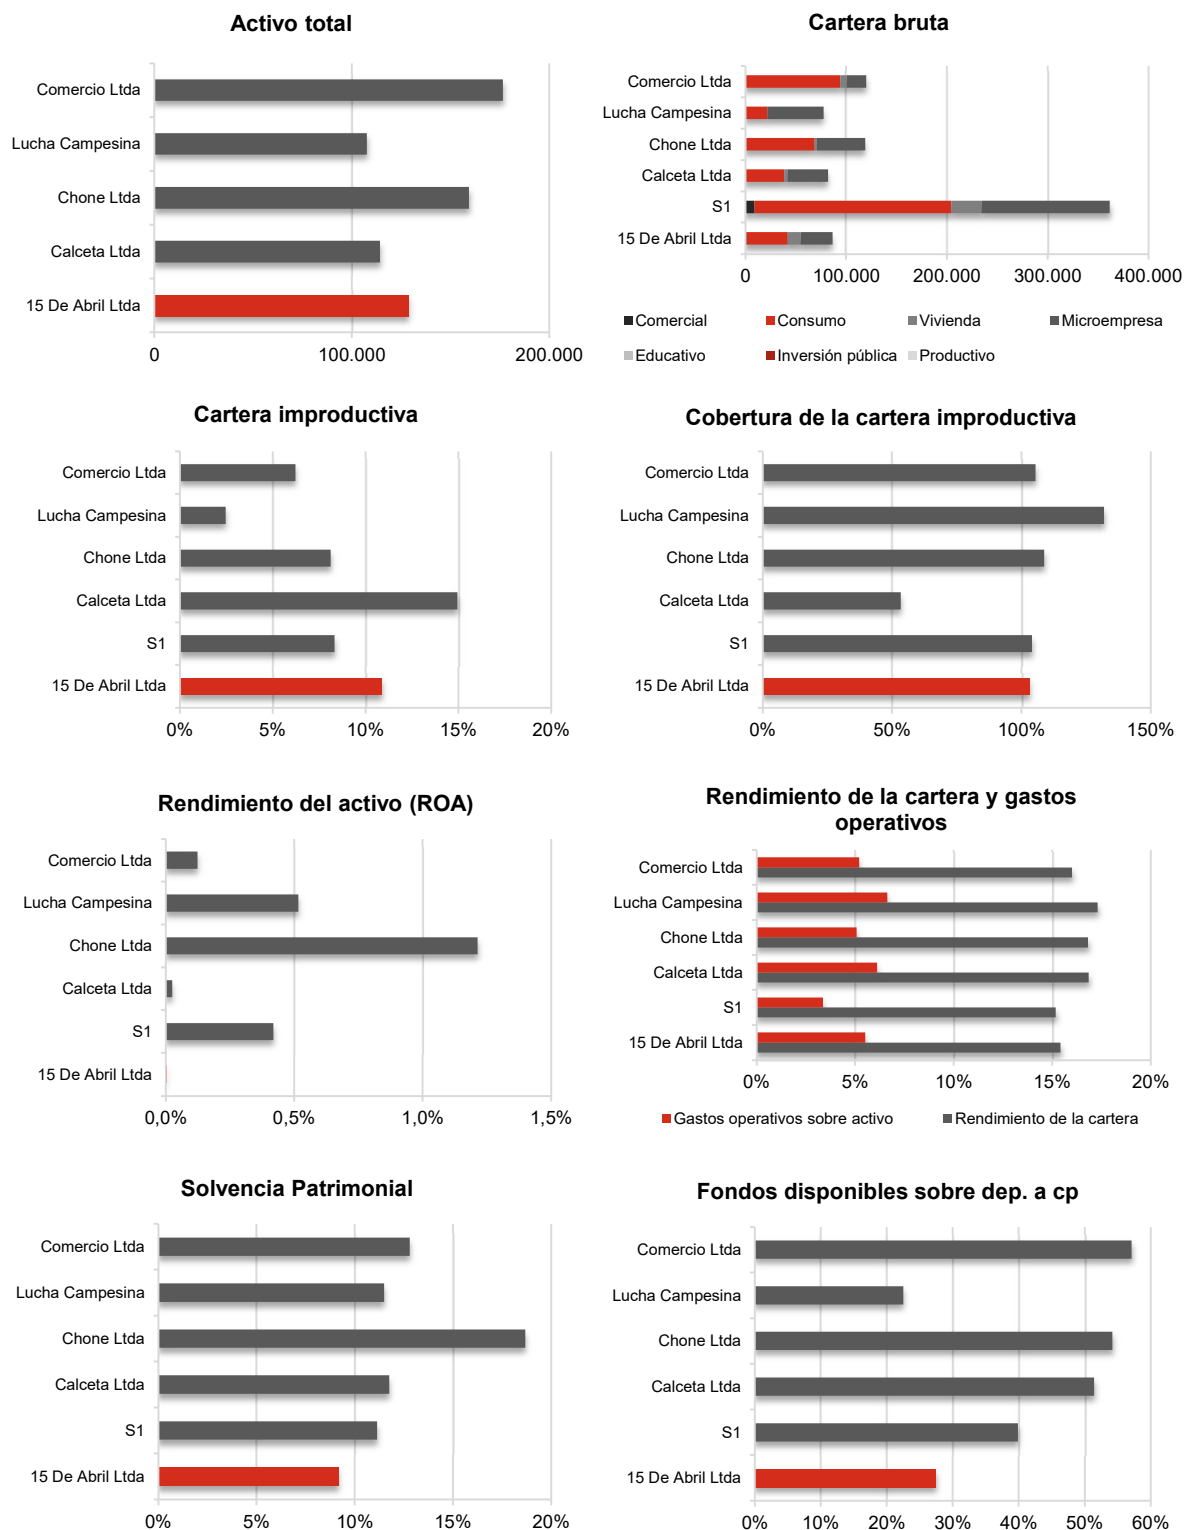 Activo total
Comercio Ltda
Lucha Campesina
Chone Ltda
Calceta Ltda
15 De Abril Ltda
0 100.000 200.000
Cartera bruta
Comercio Ltda
Lucha Campesina
Chone Ltda
Calceta Ltda
S1
15 De Abril Ltda
0 100.000 200.000 300.000 400.000
Comercial Consumo Vivienda Microempresa
Educativo Inversión pública Productivo
Cartera improductiva
Comercio Ltda
Lucha Campesina
Chone Ltda
Calceta Ltda
S1
15 De Abril Ltda
0% 5% 10% 15% 20%
Cobertura de la cartera improductiva
Comercio Ltda
Lucha Campesina
Chone Ltda
Calceta Ltda
S1
15 De Abril Ltda
0% 50% 100% 150%
Rendimiento del activo (ROA)
Comercio Ltda
Lucha Campesina
Chone Ltda
Calceta Ltda
S1
15 De Abril Ltda
0,0% 0,5% 1,0% 1,5%
Rendimiento de la cartera y gastos
operativos
Comercio Ltda
Lucha Campesina
Chone Ltda
Calceta Ltda
S1
15 De Abril Ltda
0% 5% 10% 15% 20%
Gastos operativos sobre activo Rendimiento de la cartera
Solvencia Patrimonial
Comercio Ltda
Lucha Campesina
Chone Ltda
Calceta Ltda
S1
15 De Abril Ltda
0% 5% 10% 15% 20%
Fondos disponibles sobre dep. a cp
Comercio Ltda
Lucha Campesina
Chone Ltda
Calceta Ltda
S1
15 De Abril Ltda
0% 10% 20% 30% 40% 50% 60%